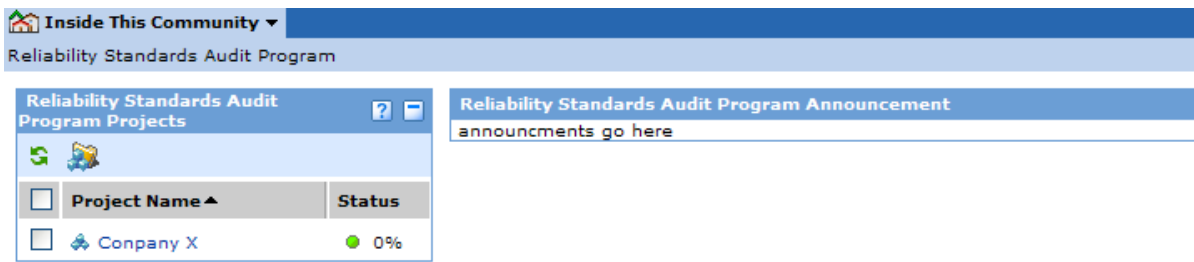 Inside This Community
Reliability Standards Audit Program
Reliability Standards Audit
Program Projects
?
Project Name Status
Conpany X 0%
Reliability Standards Audit Program Announcement
announcments go here